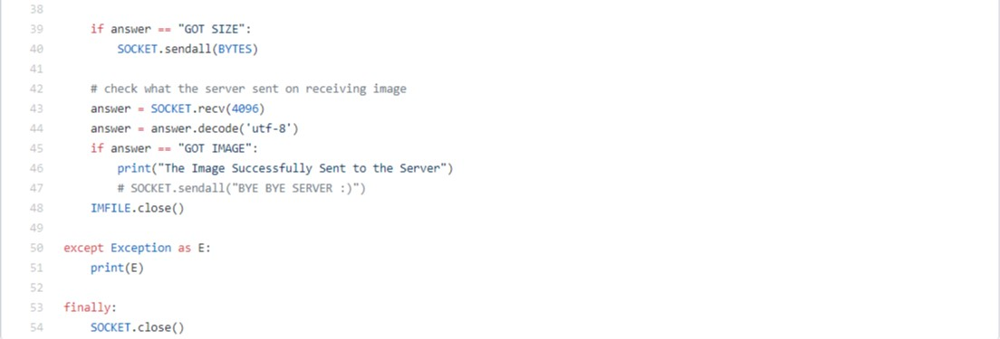 38
39 if answer == "GOT SIZE":
40 SOCKET.sendall(BYTES)
41
42 # check what the server sent on receiving image
43 answer = SOCKET.recv(4096)
44 answer = answer.decode('utf-8')
45 if answer == "GOT IMAGE":
46 print("The Image Successfully Sent to the Server")
47 # SOCKET.sendall("BYE BYE SERVER :)")
48 IMFILE.close()
49
50 except Exception as E:
51 print(E)
52
53 finally:
54 SOCKET.close()